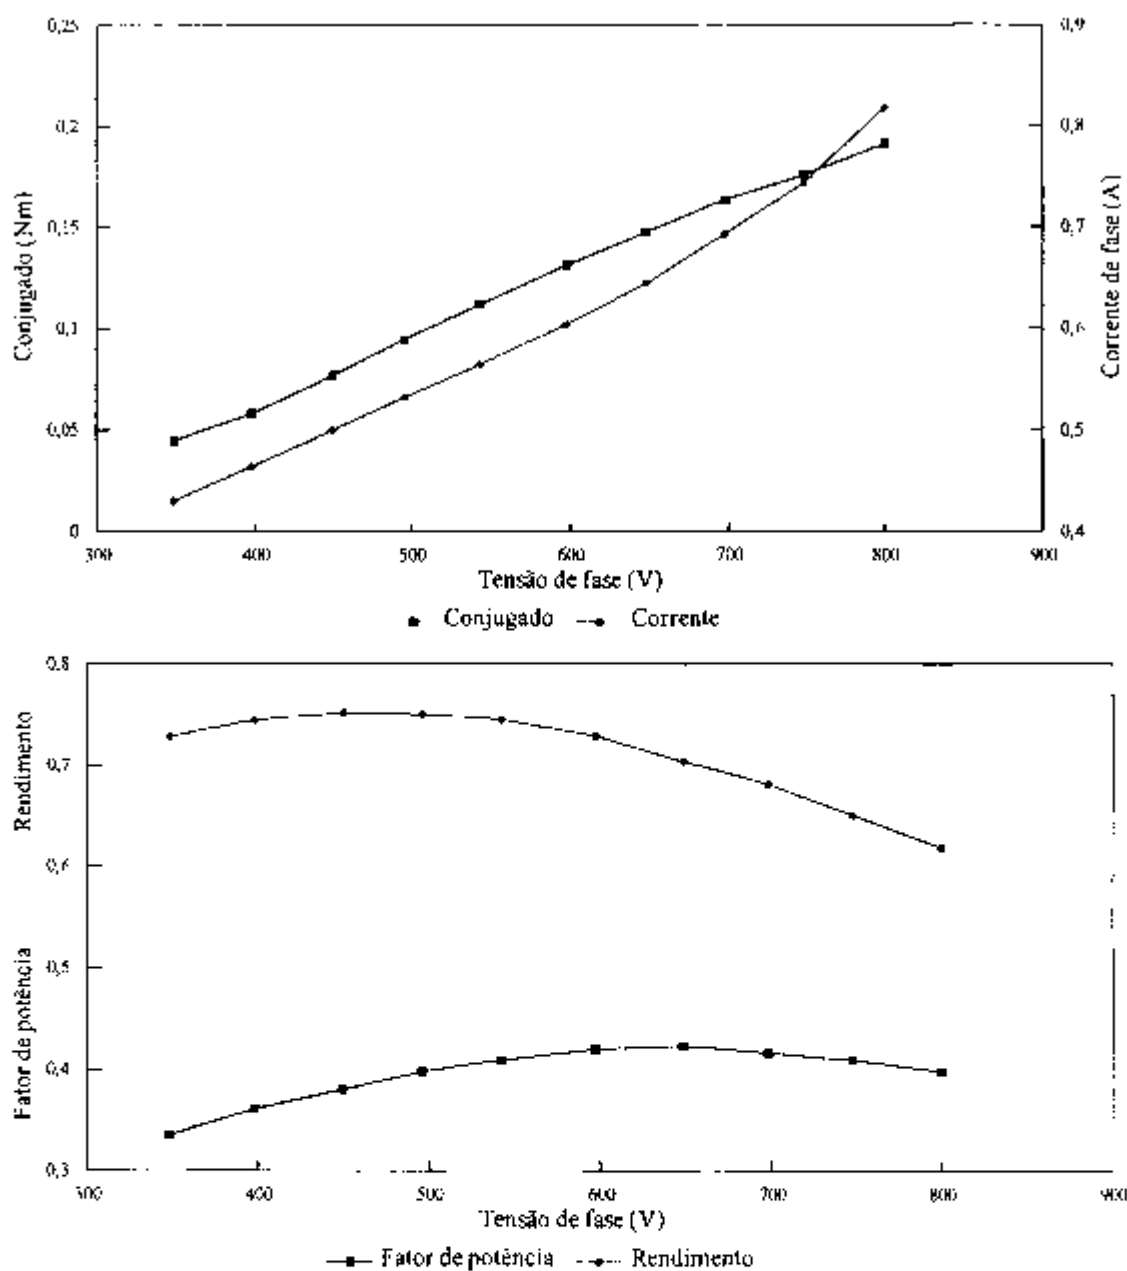 0,25
0,9
0,2
0,8
0,15
0,7
0,1
0,6
0,05
0,5
0
0,4
Conjugado (Nm)
Corrente de fase (A)
300 400 500 600 700 800 900
Tensão de fase (V)
Conjugado Corrente
0,8
0,7
0,6
0,5
0,4
0,3
Rendimento
Fator de potência
300 400 500 600 700 800 900
Tensão de fase (V)
Fator de potência Rendimento